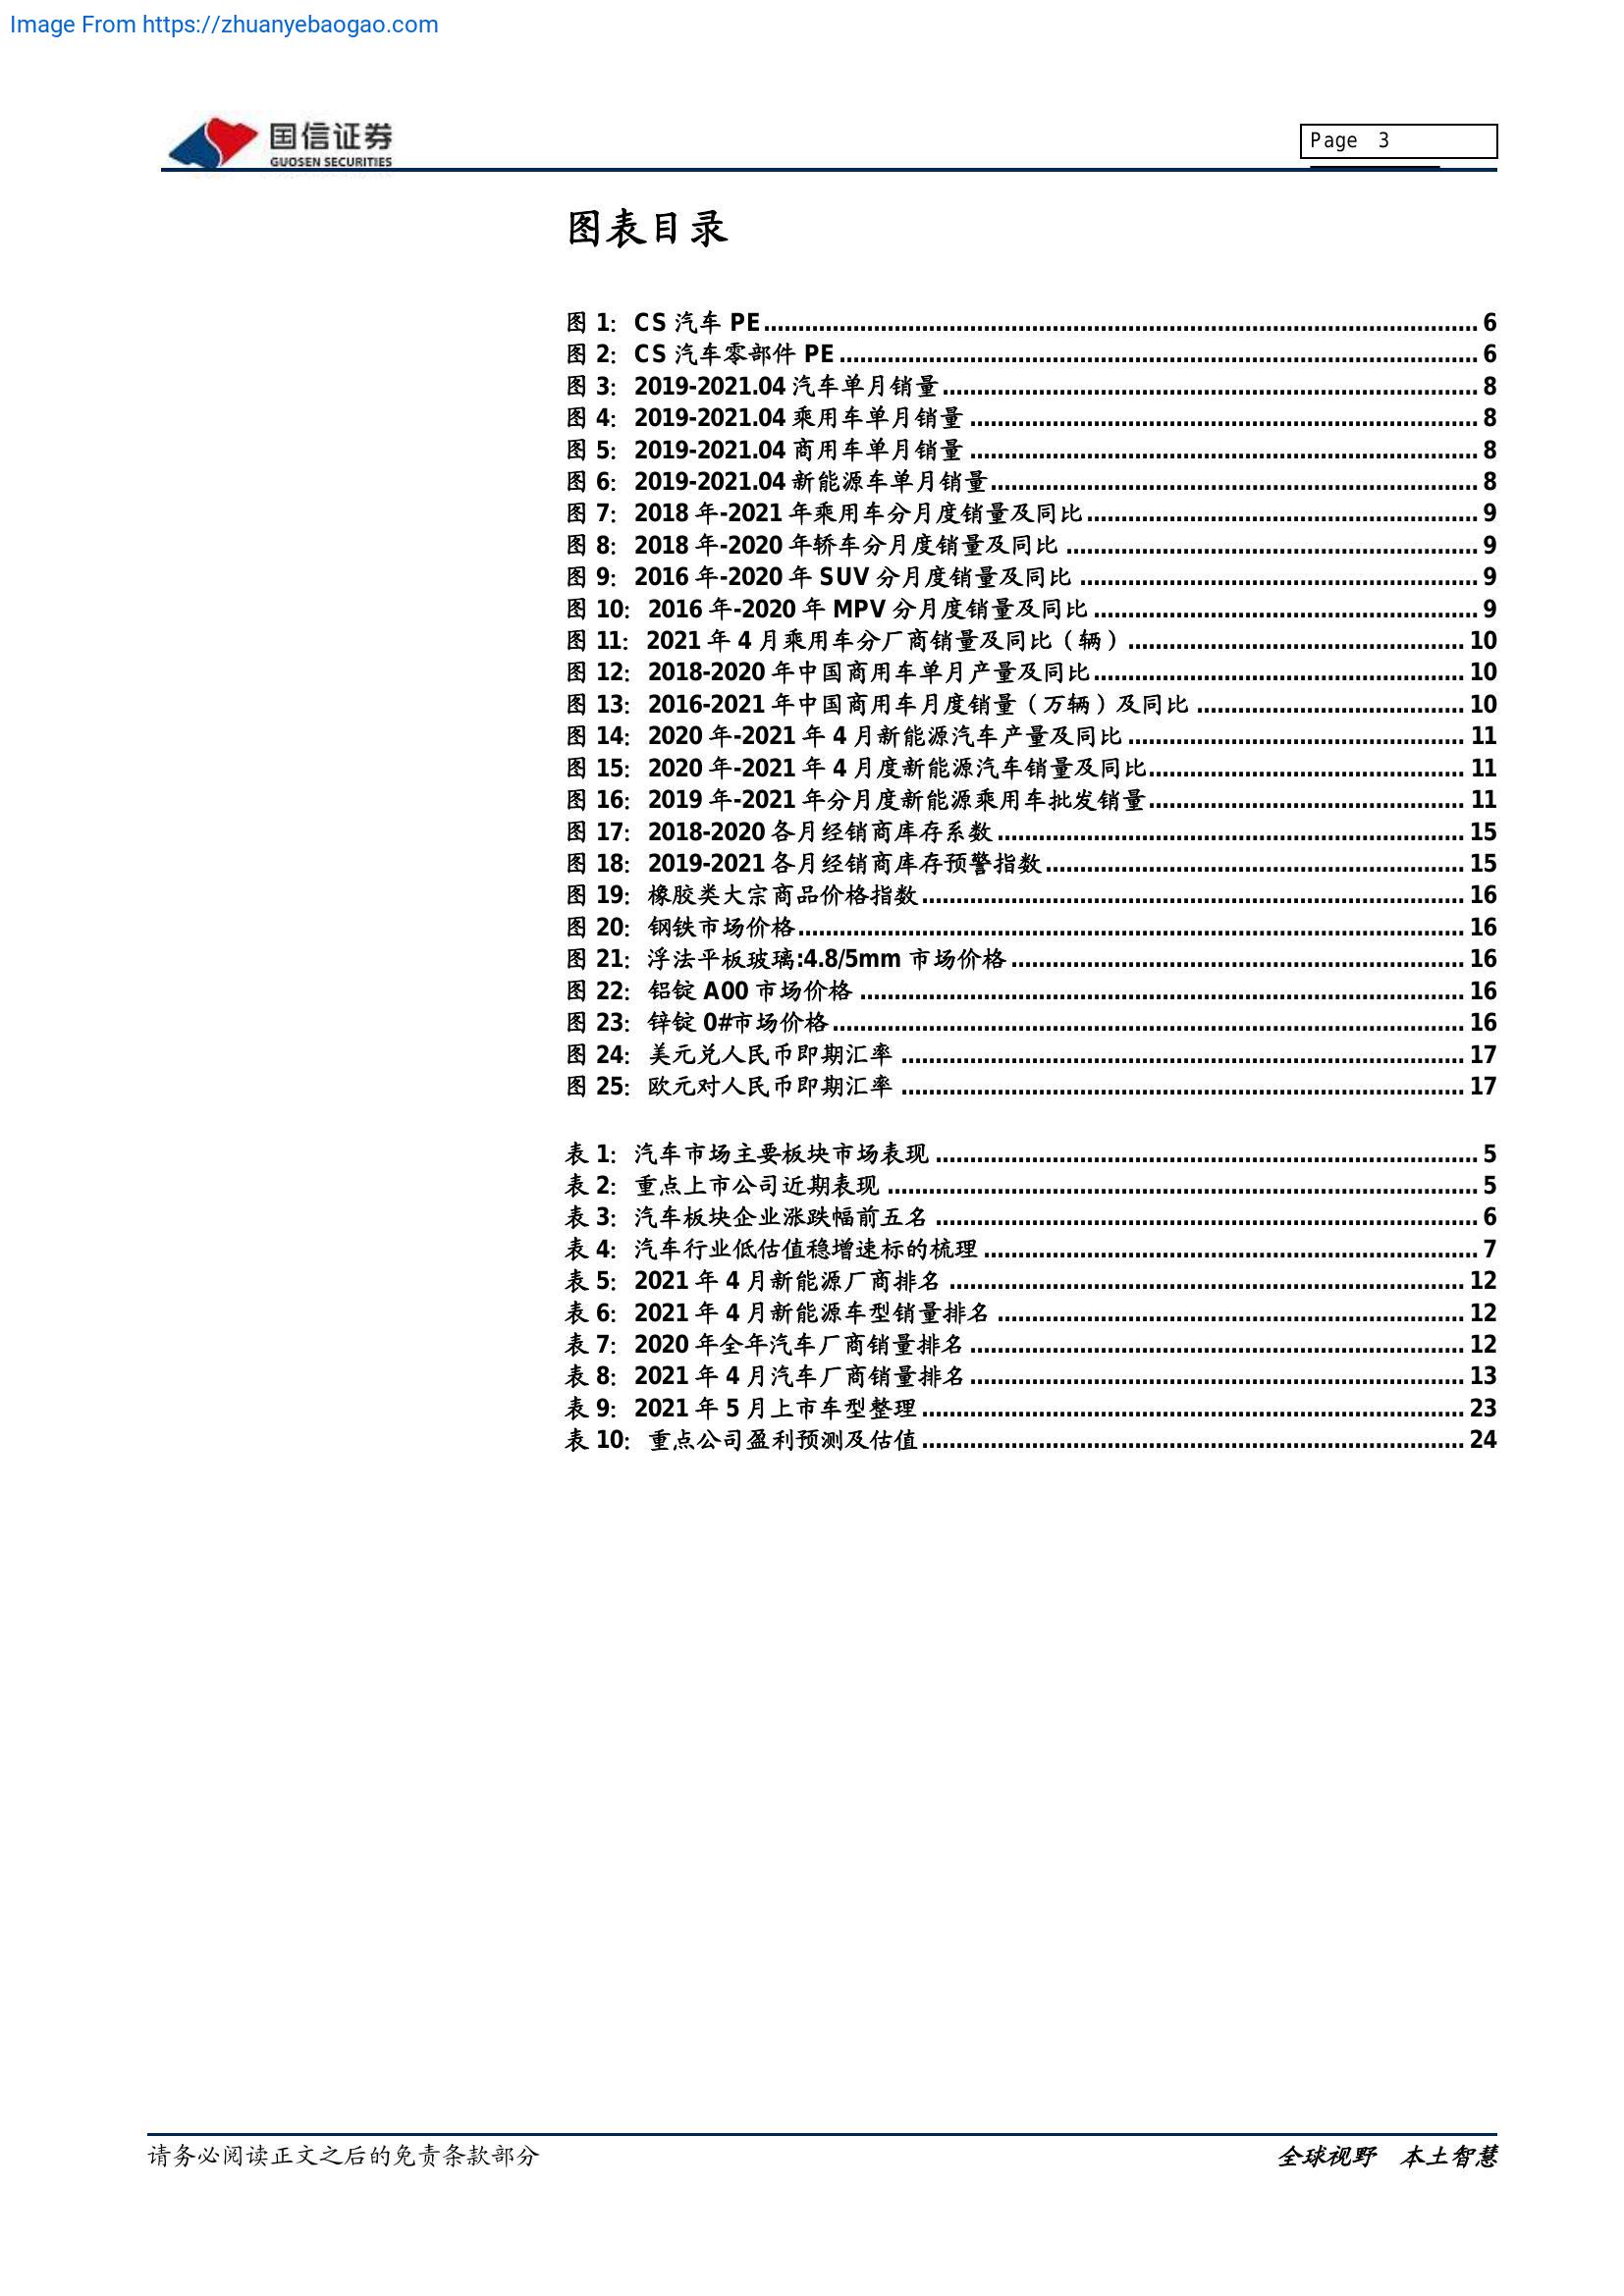 Image From https://zhuanyebaogao.com
国信证券
GUOSEN SECURITIES
Page 3
图表目录
图 1: CS 汽车 PE 6
图 2: CS 汽车零部件 PE 6
图 3: 2019-2021.04 汽车单月销量 8
图 4: 2019-2021.04 乘用车单月销量 8
图 5: 2019-2021.04 商用车单月销量 8
图 6: 2019-2021.04 新能源车单月销量 8
图 7: 2018 年-2021 年乘用车分月度销量及同比 9
图 8: 2018 年-2020 年轿车分月度销量及同比 9
图 9: 2016 年-2020 年 SUV 分月度销量及同比 9
图 10: 2016 年-2020 年 MPV 分月度销量及同比 9
图 11: 2021 年 4 月乘用车分厂商销量及同比（辆） 10
图 12: 2018-2020 年中国商用车单月产量及同比 10
图 13: 2016-2021 年中国商用车月度销量（万辆）及同比 10
图 14: 2020 年-2021 年 4 月新能源汽车产量及同比 11
图 15: 2020 年-2021 年 4 月度新能源汽车销量及同比 11
图 16: 2019 年-2021 年分月度新能源乘用车批发销量 11
图 17: 2018-2020 各月经销商库存系数 15
图 18: 2019-2021 各月经销商库存预警指数 15
图 19: 橡胶类大宗商品价格指数 16
图 20: 钢铁市场价格 16
图 21: 浮法平板玻璃:4.8/5mm 市场价格 16
图 22: 铝锭 A00 市场价格 16
图 23: 锌锭 0#市场价格 16
图 24: 美元兑人民币即期汇率 17
图 25: 欧元对人民币即期汇率 17
表 1: 汽车市场主要板块市场表现 5
表 2: 重点上市公司近期表现 5
表 3: 汽车板块企业涨跌幅前五名 6
表 4: 汽车行业低估值稳增速标的梳理 7
表 5: 2021 年 4 月新能源厂商排名 12
表 6: 2021 年 4 月新能源车型销量排名 12
表 7: 2020 年全年汽车厂商销量排名 12
表 8: 2021 年 4 月汽车厂商销量排名 13
表 9: 2021 年 5 月上市车型整理 23
表 10: 重点公司盈利预测及估值 24
请务必阅读正文之后的免责条款部分
全球视野 本土智慧